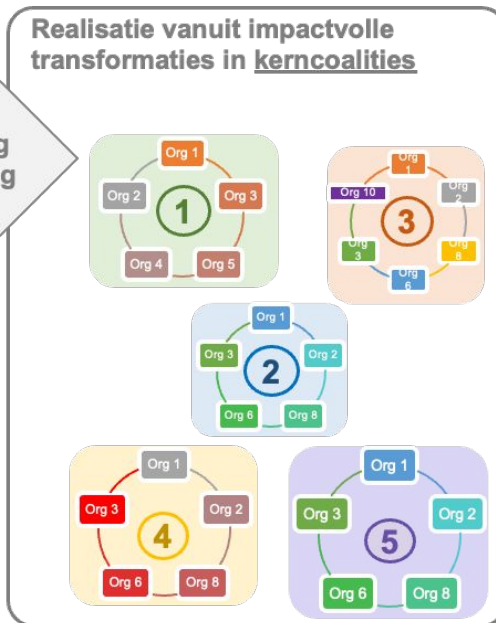 Realisatie vanuit impactvolle
transformaties in kerncoalities
g
g
Org 1
Org 2
Org 3
1
Org 4
Org 5
Org
1
Org 10
Org
2
3
Org
3
Org
8
Org
6
Org 1
Org 3
Org 2
2
Org 6
Org 8
Org 1
Org 3
Org 2
4
Org 6
Org 8
Org 1
Org 3
Org 2
5
Org 6
Org 8